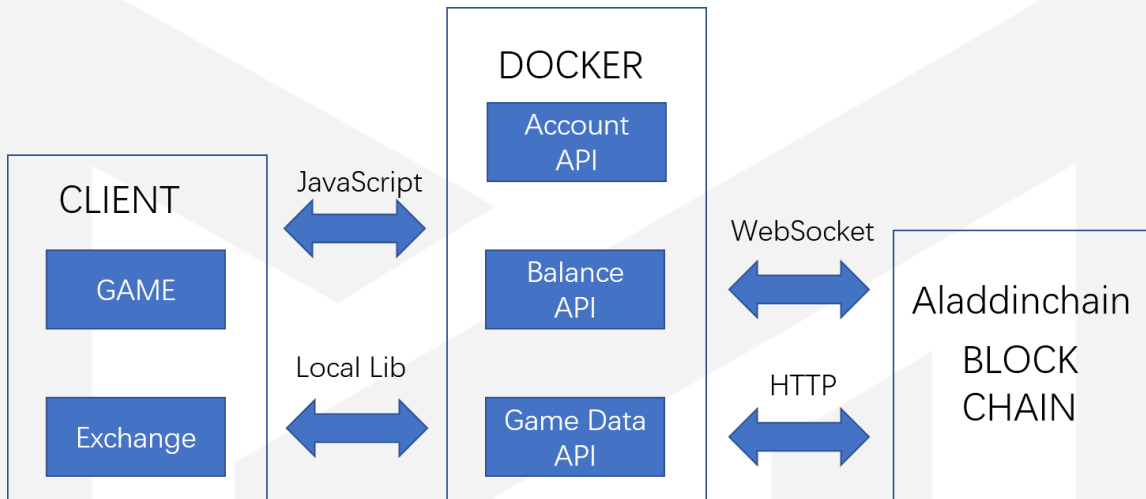 CLIENT
GAME
Exchange
JavaScript
Local Lib
DOCKER
Account
API
Balance
API
Game Data
API
WebSocket
HTTP
Aladdinchain
BLOCK
CHAIN